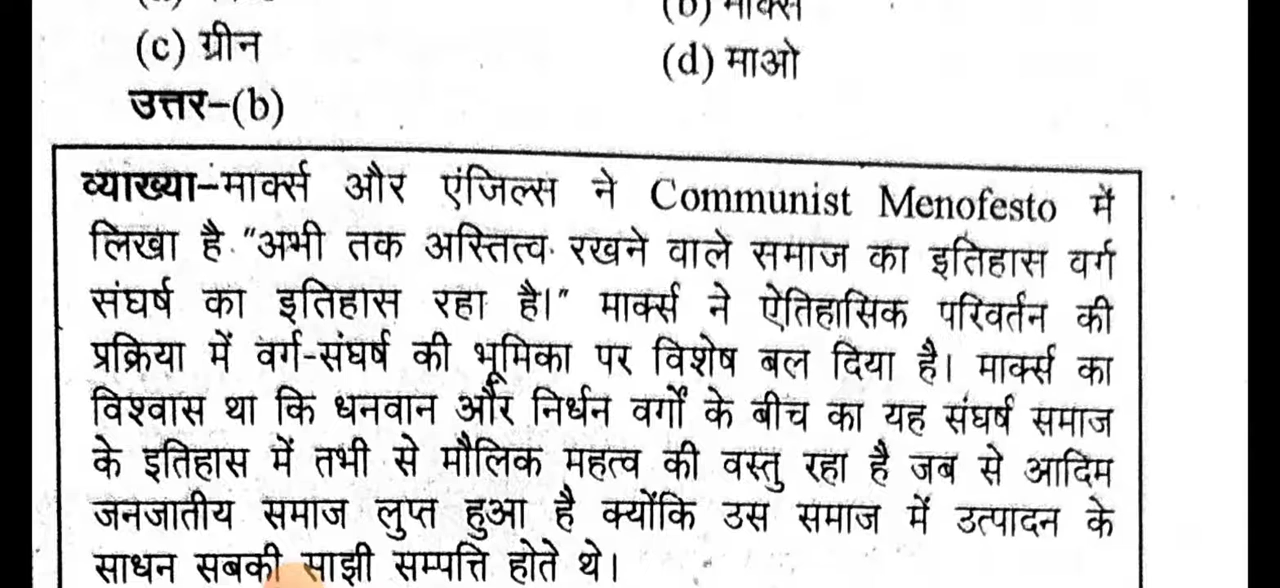 (b) मार्क्स
(c) ग्रीन
(d) माओ
उत्तर–(b)
व्याख्या–मार्क्स और एंजिल्स ने Communist Menofesto में
लिखा है "अभी तक अस्तित्व रखने वाले समाज का इतिहास वर्ग
संघर्ष का इतिहास रहा है।" मार्क्स ने ऐतिहासिक परिवर्तन की
प्रक्रिया में वर्ग-संघर्ष की भूमिका पर विशेष बल दिया है। मार्क्स का
विश्वास था कि धनवान और निर्धन वर्गों के बीच का यह संघर्ष समाज
के इतिहास में तभी से मौलिक महत्व की वस्तु रहा है जब से आदिम
जनजातीय समाज लुप्त हुआ है क्योंकि उस समाज में उत्पादन के
साधन सबकी साझी सम्पत्ति होते थे।